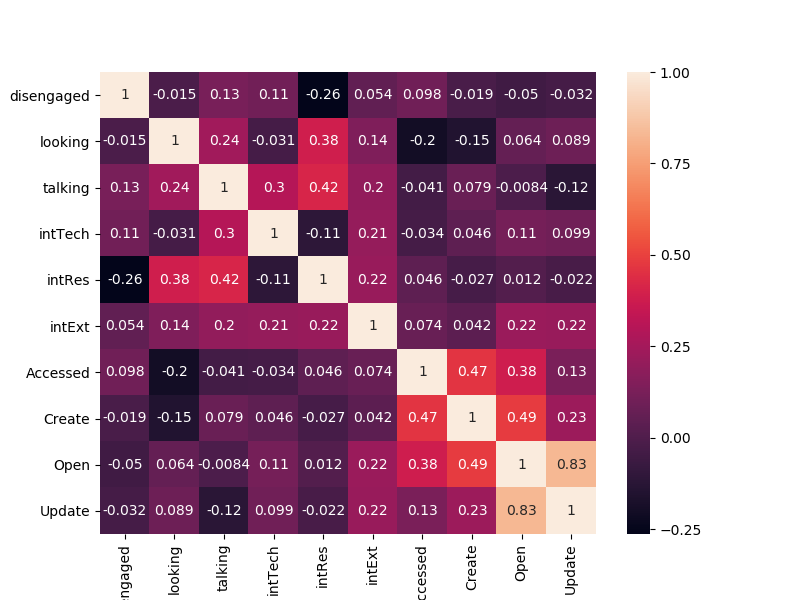 disengaged 1 -0.015 0.13 0.11 -0.26 0.054 0.098 -0.019 -0.05 -0.032
looking -0.015 1 0.24 -0.031 0.38 0.14 -0.2 -0.15 0.064 0.089
talking 0.13 0.24 1 0.3 0.42 0.2 -0.041 0.079 -0.0084 -0.12
intTech 0.11 -0.031 0.3 1 -0.11 0.21 -0.034 0.046 0.11 0.099
intRes -0.26 0.38 0.42 -0.11 1 0.22 0.046 -0.027 0.012 -0.022
intExt 0.054 0.14 0.2 0.21 0.22 1 0.074 0.042 0.22 0.22
Accessed 0.098 -0.2 -0.041 -0.034 0.046 0.074 1 0.47 0.38 0.13
Create -0.019 -0.15 0.079 0.046 -0.027 0.042 0.47 1 0.49 0.23
Open -0.05 0.064 -0.0084 0.11 0.012 0.22 0.38 0.49 1 0.83
Update -0.032 0.089 -0.12 0.099 -0.022 0.22 0.13 0.23 0.83 1
engaged looking talking intTech intRes intExt ccessed Create Open Update
1.00
0.75
0.50
0.25
0.00
−0.25